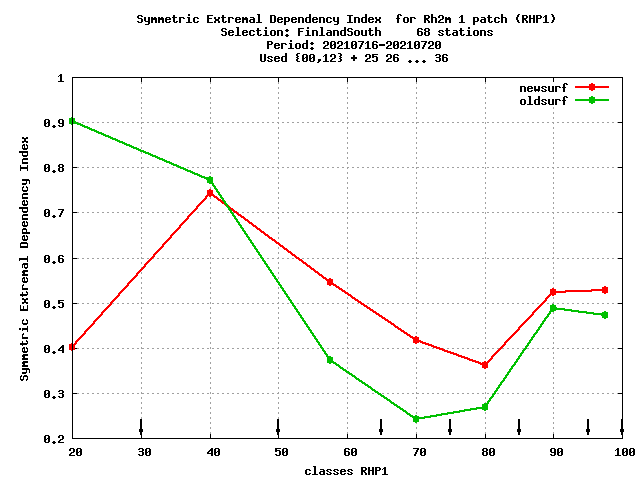 Symmetric Extremal Dependency Index  for Rh2m 1 patch (RHP1)
Selection: FinlandSouth     68 stations
Period: 20210716-20210720
Used {00,12} + 25 26 ... 36
newsurf
oldsurf
Symmetric Extremal Dependency Index
1
0.9
0.8
0.7
0.6
0.5
0.4
0.3
0.2
20 30 40 50 60 70 80 90 100
classes RHP1